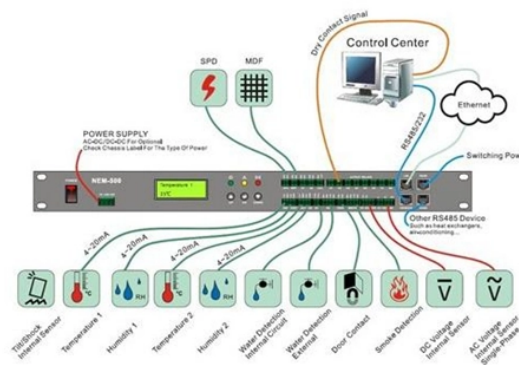 SPD
MDF
Dry Contact Signal
Control Center
Ethernet
RS485/232
POWER SUPPLY
AC-DC/DC-DC For Optional
Check Chassis Label For The Type Of Power
NEM-800
Temperature 1
Switching Pow
Other RS485 Device
Such as heat exchangers,
airconditioning...
4~20mA
4~20mA
4~20mA
4~20mA
Tilt/Shock
Internal Sensor
Temperature 1
Humidity 1
RH
Temperature 2
Humidity 2
RH
Water Detection
Internal Circuit
Water Detection
External
Door Contact
Smoke Detection
DC Voltage
Internal Sensor
V
AC Voltage
Internal Sensor
Single-Phase
V